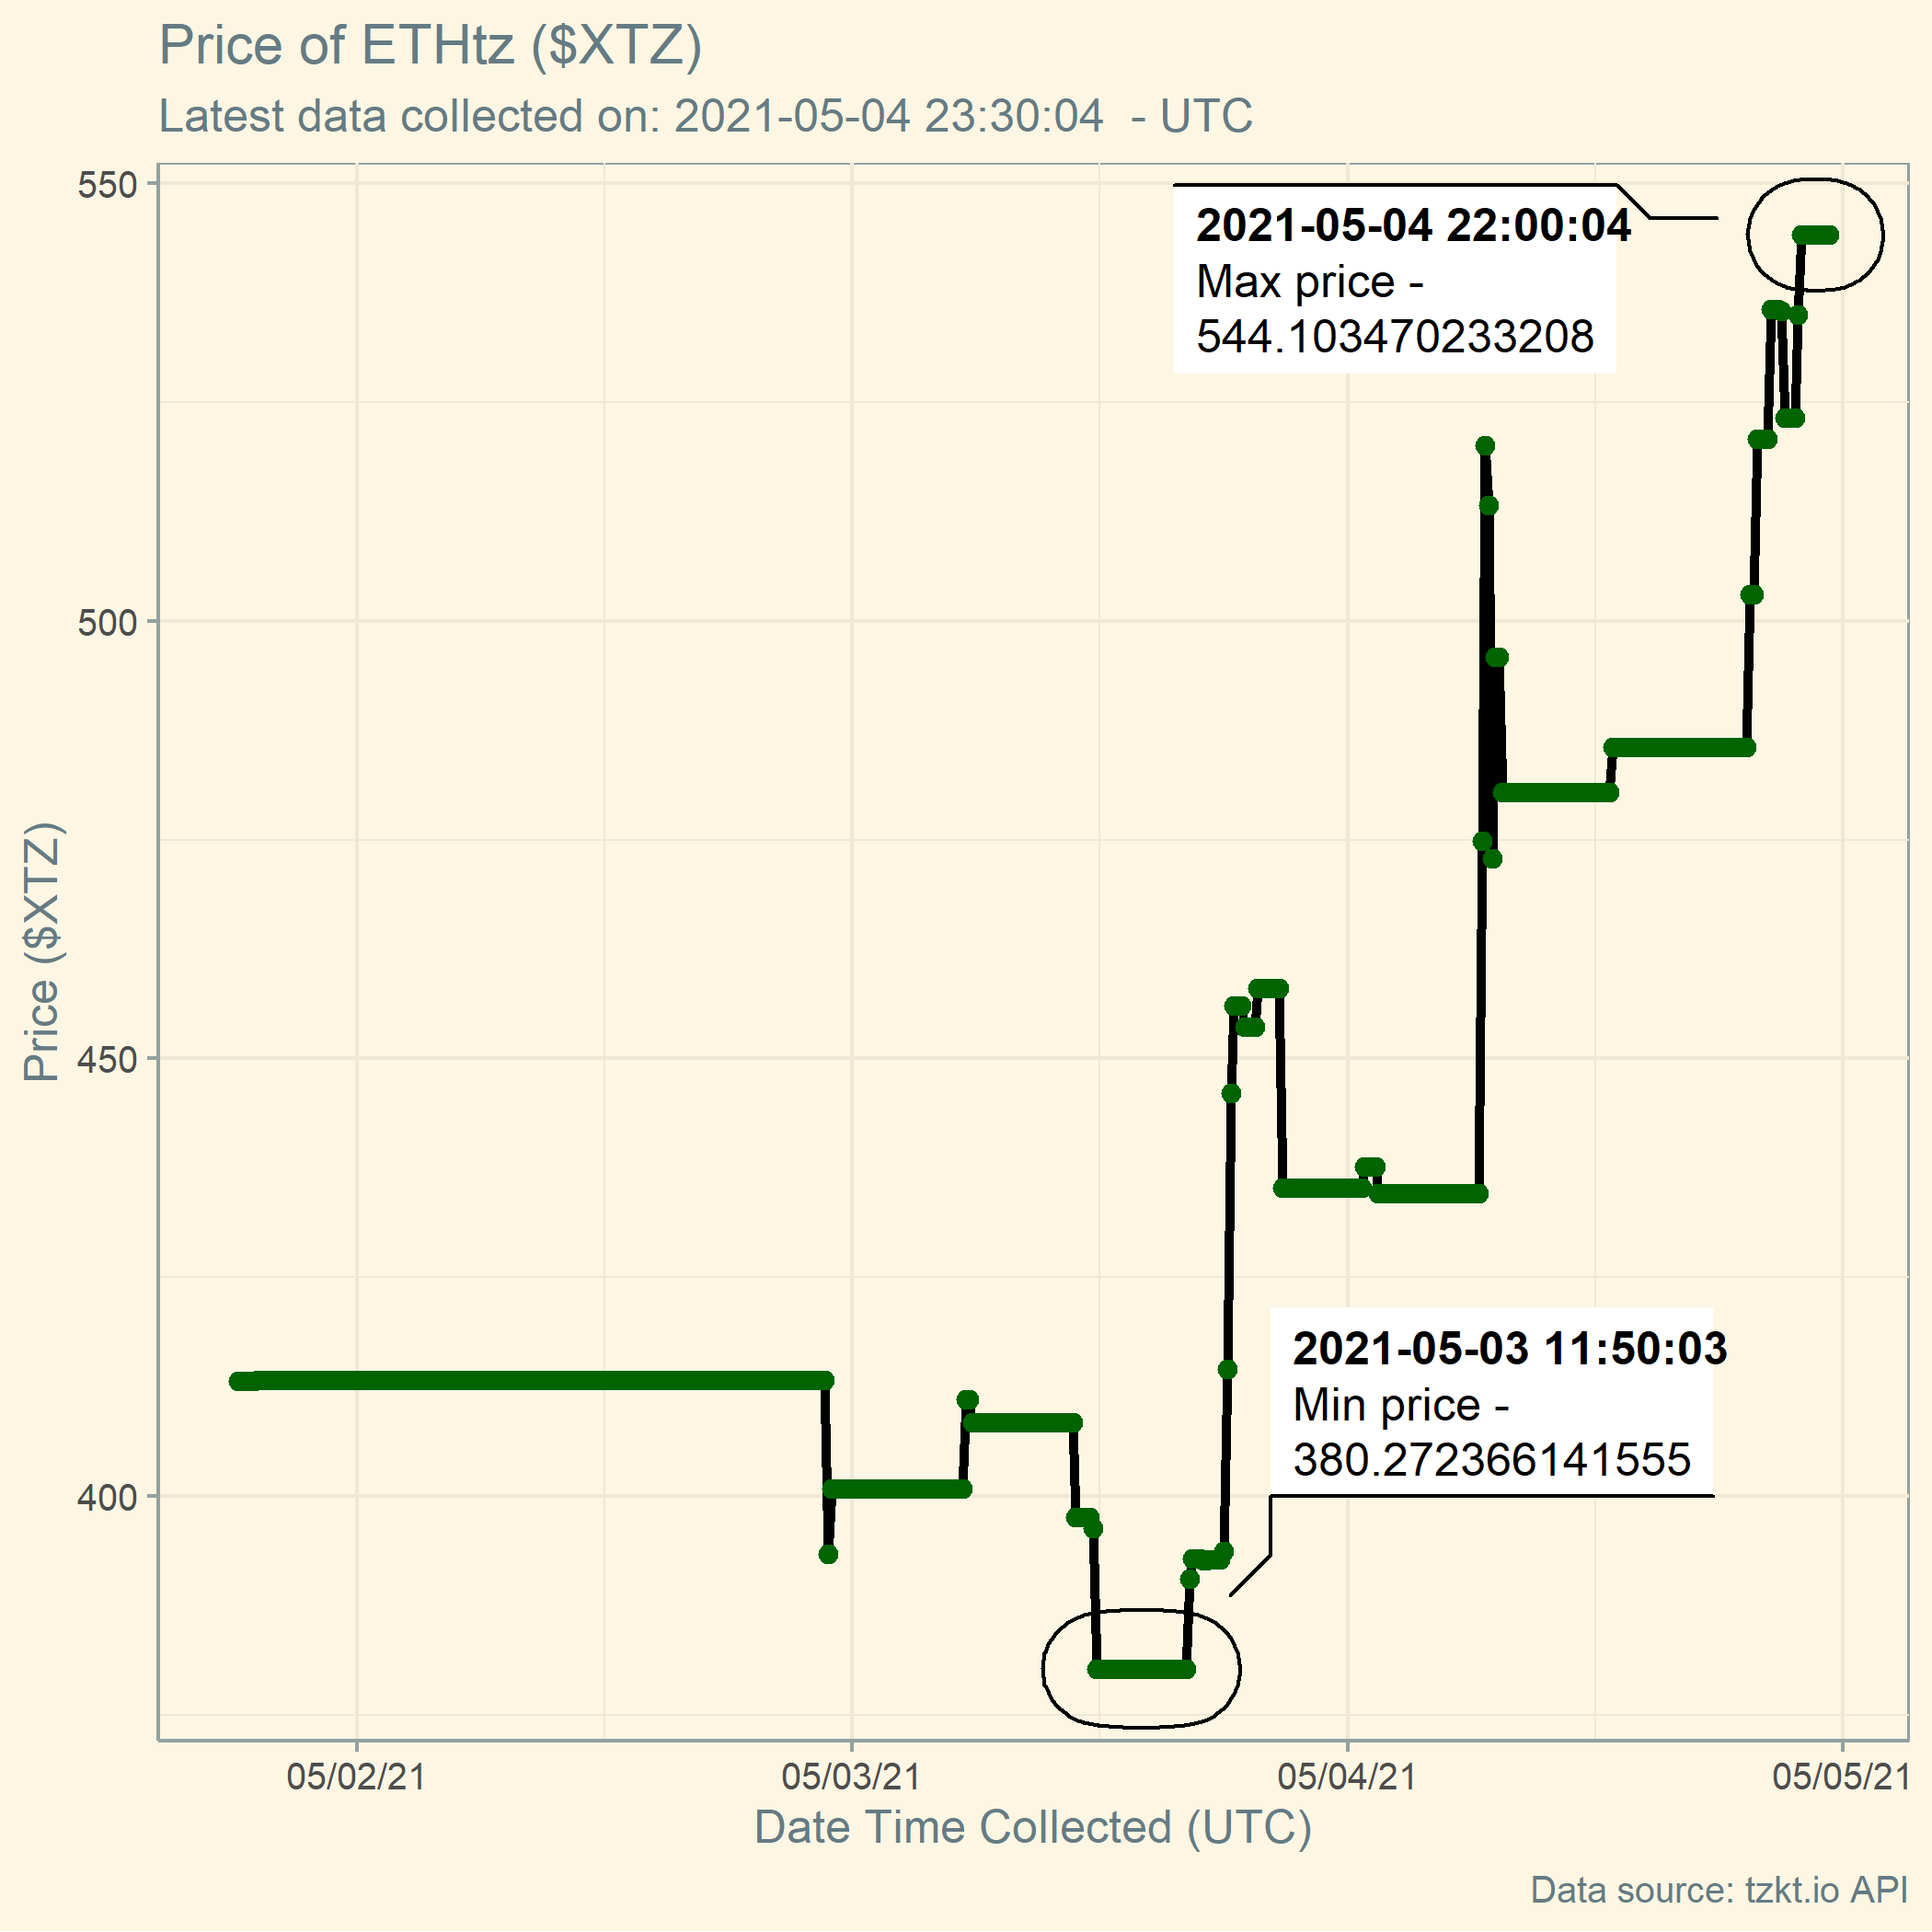 Price of ETHtz ($XTZ)
Latest data collected on: 2021-05-04 23:30:04  - UTC
550
2021-05-04 22:00:04
Max price -
544.103470233208
500
Price ($XTZ)
450
2021-05-03 11:50:03
Min price -
380.272366141555
400
05/02/21
05/03/21
05/04/21
05/05/21
Date Time Collected (UTC)
Data source: tzkt.io API